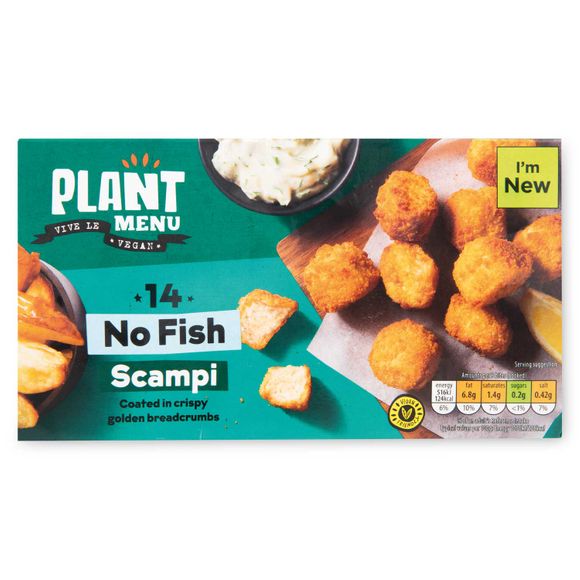 PLANT
MENU
VIVE LE
VEGAN
14
No Fish
Scampi
Coated in crispy
golden breadcrumbs
I'm
New
Serving suggestion
energy fat saturates sugars salt
516kJ
124kcal 6.8g 1.4g 0.2g 0.42g
6% 10% 7% <1% 7%
VEGAN